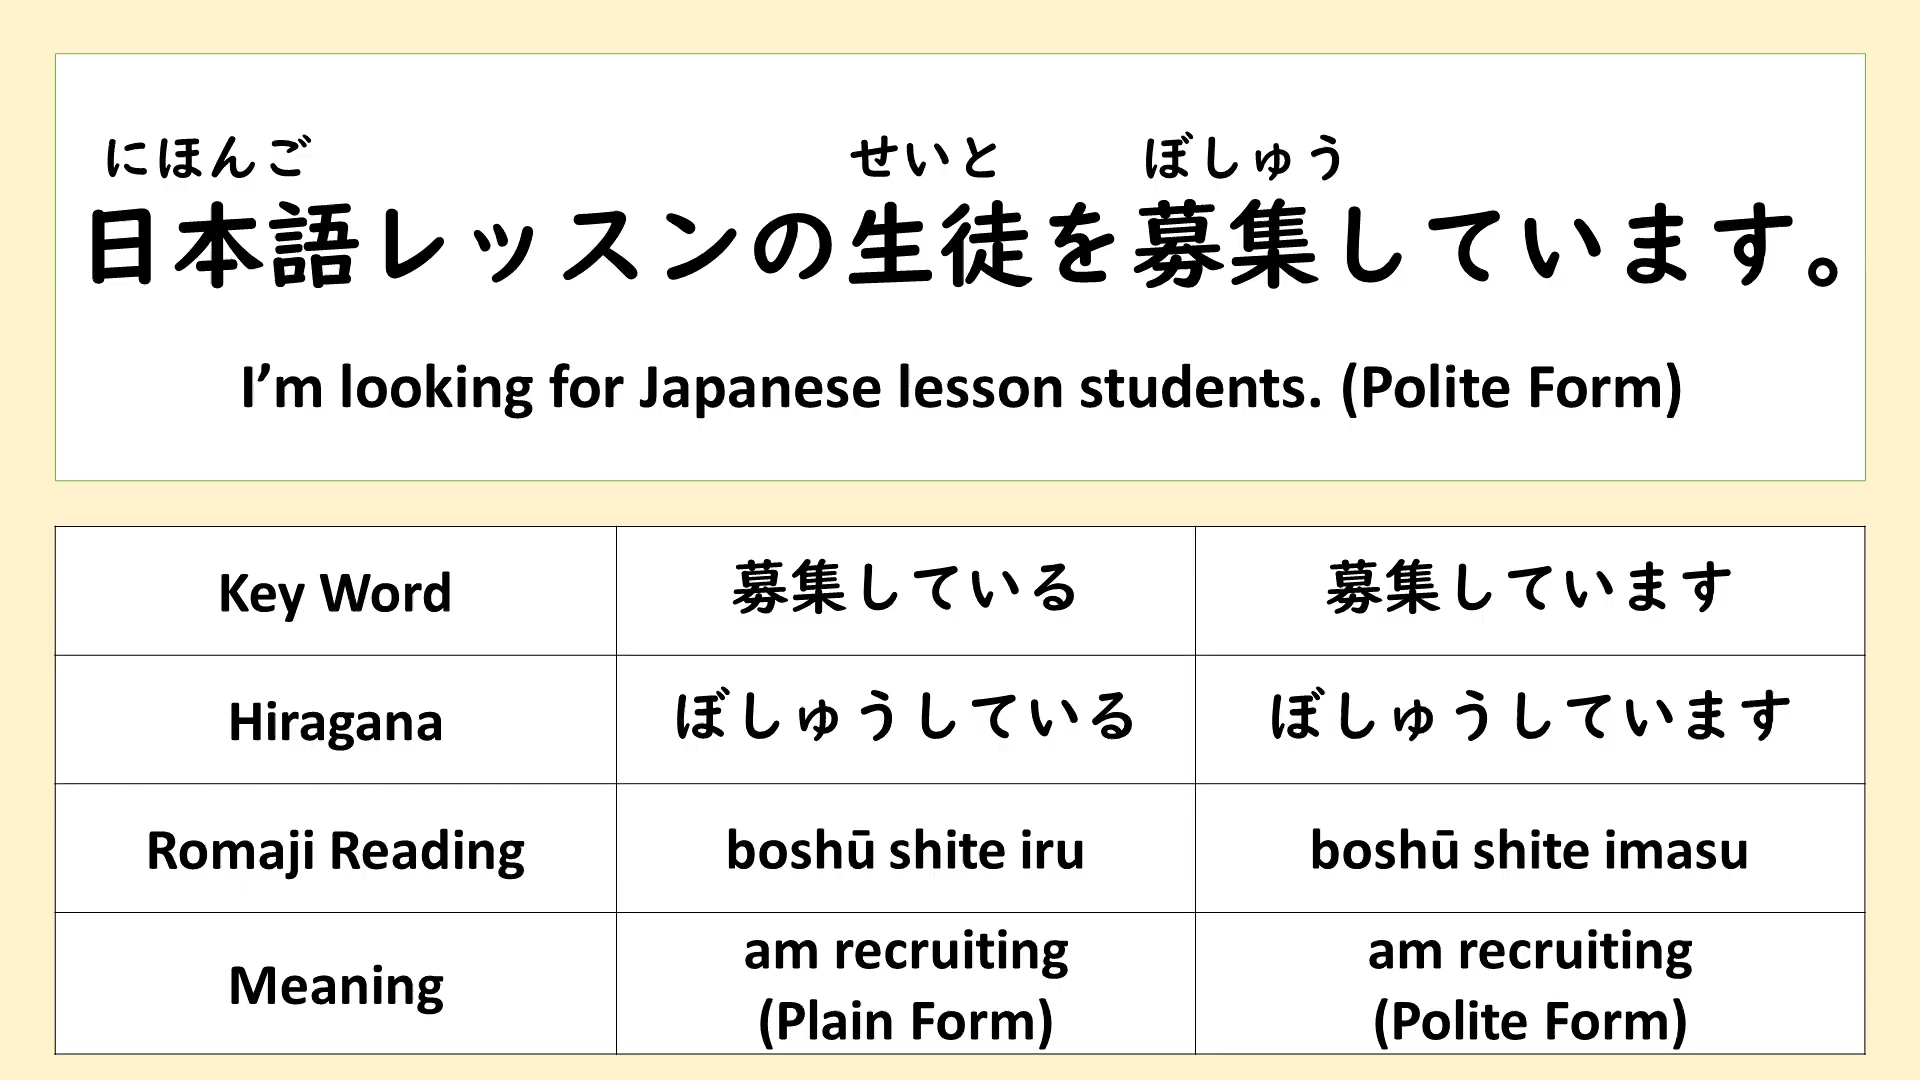 にほんご せいと ぼしゅう
日本語レッスンの生徒を募集しています。
I’m looking for Japanese lesson students. (Polite Form)
Key Word 募集している 募集しています
Hiragana ぼしゅうしている ぼしゅうしています
Romaji Reading boshū shite iru boshū shite imasu
Meaning am recruiting (Plain Form) am recruiting (Polite Form)